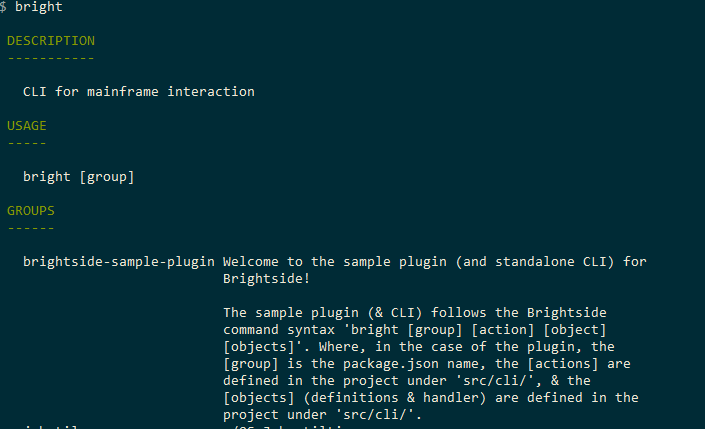 $ bright
DESCRIPTION
-----------
CLI for mainframe interaction
USAGE
-----
bright [group]
GROUPS
------
brightside-sample-plugin Welcome to the sample plugin (and standalone CLI) for
Brightside!
The sample plugin (& CLI) follows the Brightside
command syntax 'bright [group] [action] [object]
[objects]'. Where, in the case of the plugin, the
[group] is the package.json name, the [actions] are
defined in the project under 'src/cli/', & the
[objects] (definitions & handler) are defined in the
project under 'src/cli/'.